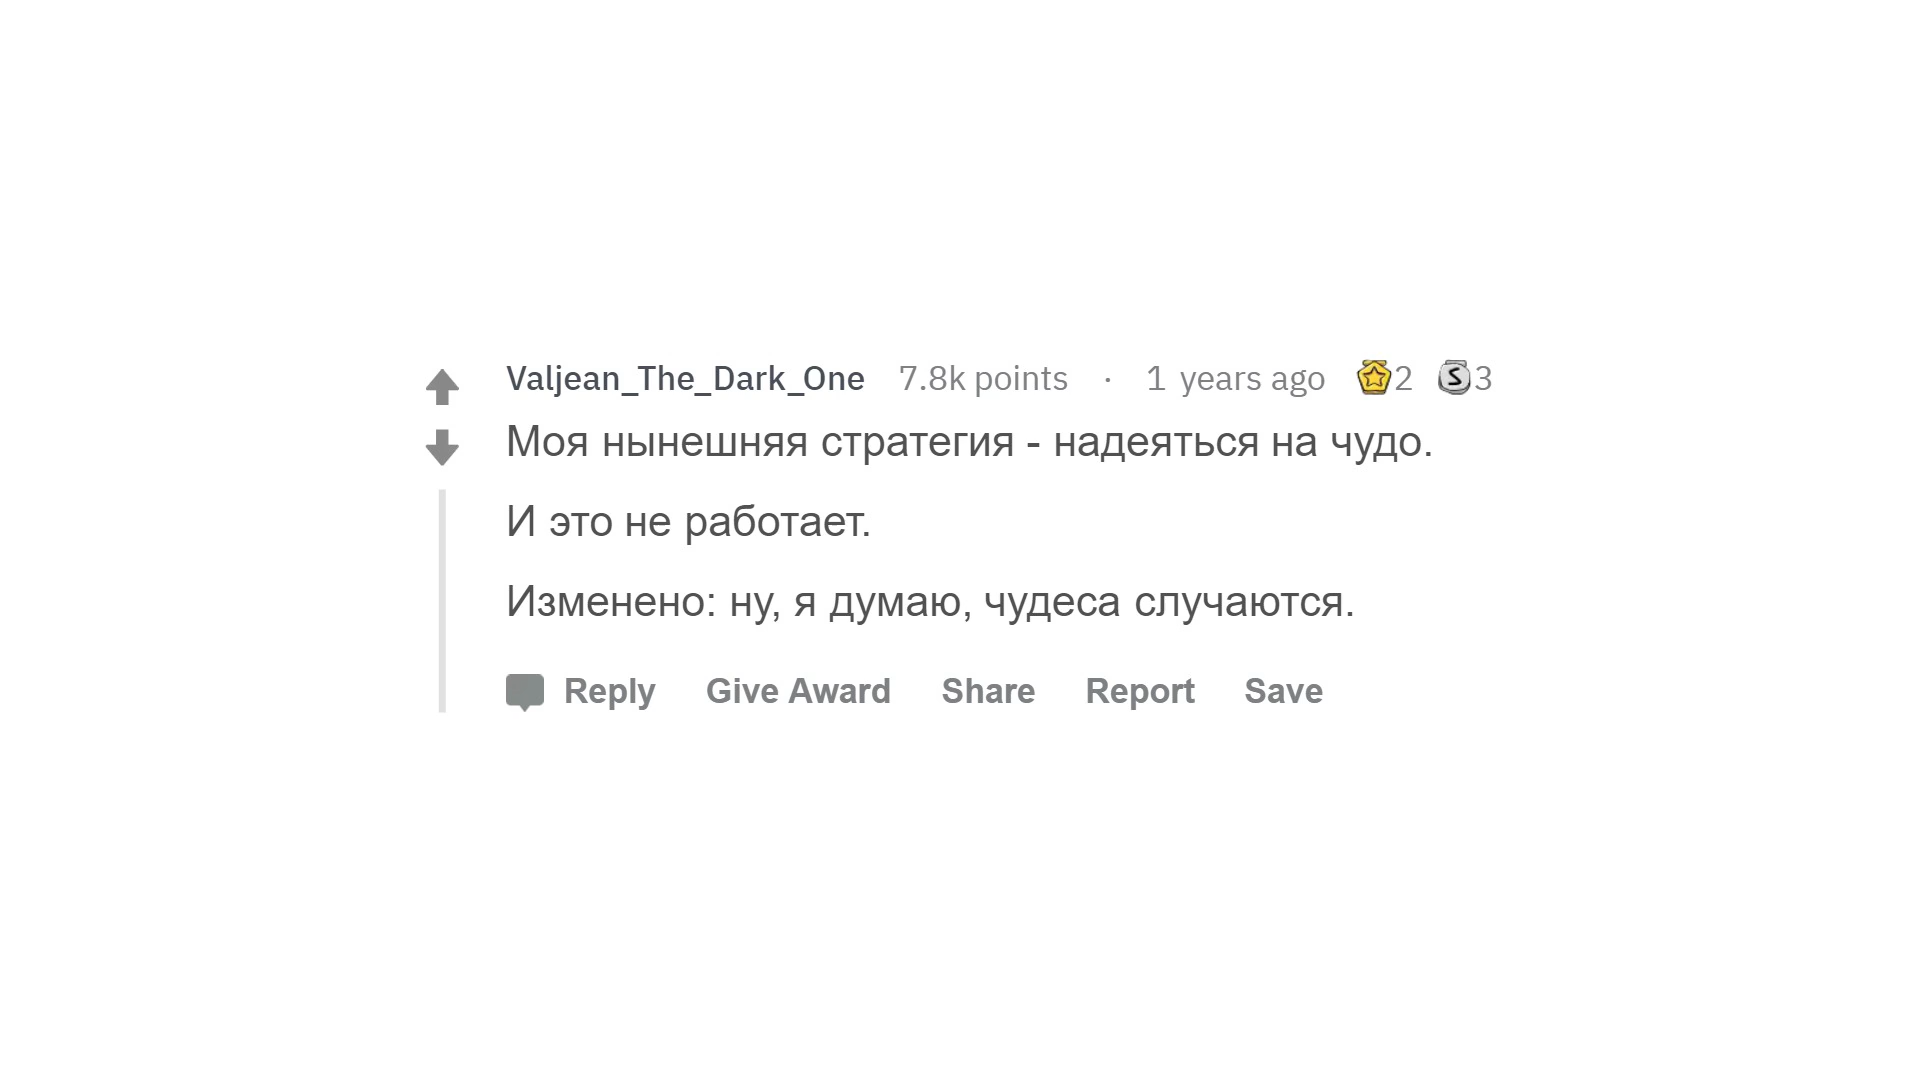 Valjean_The_Dark_One 7.8k points · 1 years ago 2 S 3
Моя нынешняя стратегия - надеяться на чудо.
И это не работает.
Изменено: ну, я думаю, чудеса случаются.
Reply Give Award Share Report Save